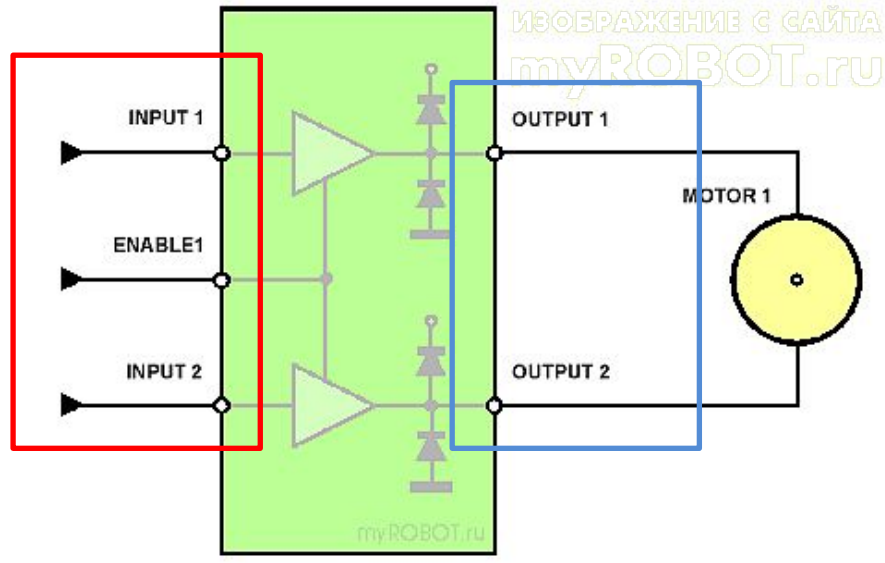 ИЗОБРАЖЕНИЕ С САЙТА
myROBOT.ru
INPUT 1
OUTPUT 1
MOTOR 1
ENABLE1
INPUT 2
OUTPUT 2
myROBOT.ru